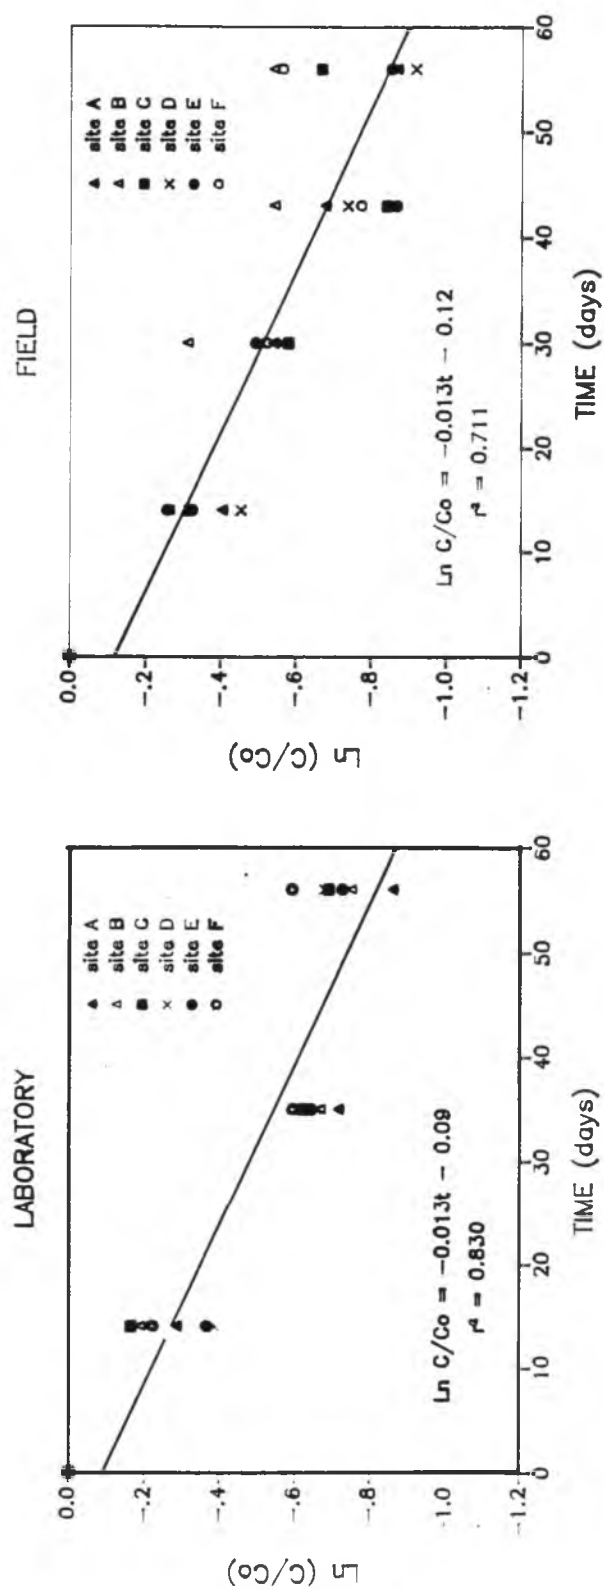 LABORATORY
▲ site A
△ site B
■ site C
× site D
● site E
○ site F
Ln C/Co = -0.013t - 0.09
r² = 0.830
Ln (C/Co)
0.0
-.2
-.4
-.6
-.8
-1.0
-1.2
0
10
20
30
40
50
60
TIME (days)
FIELD
▲ site A
△ site B
■ site C
× site D
● site E
○ site F
Ln C/Co = -0.013t - 0.12
r² = 0.711
Ln (C/Co)
0.0
-.2
-.4
-.6
-.8
-1.0
-1.2
0
10
20
30
40
50
60
TIME (days)